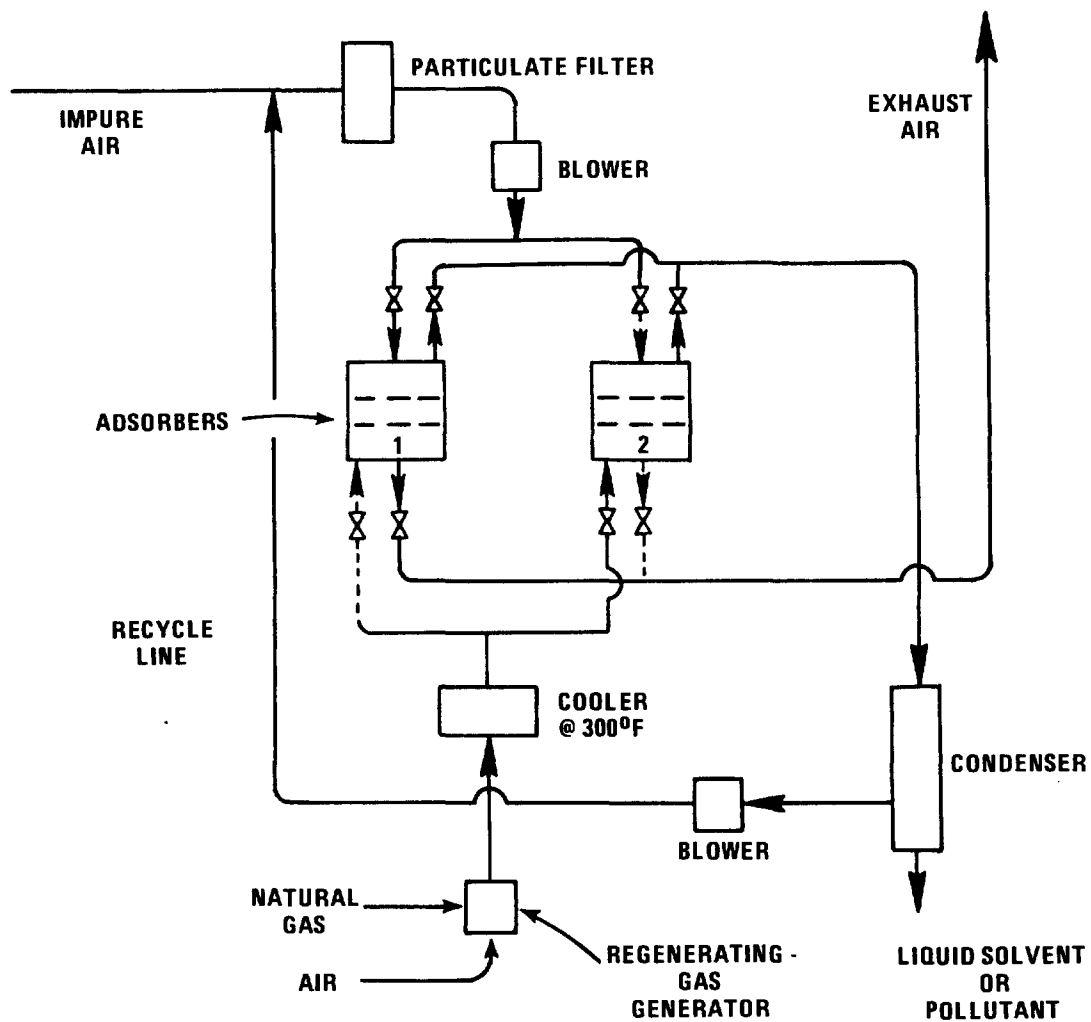 PARTICULATE FILTER
IMPURE
AIR
EXHAUST
AIR
BLOWER
ADSORBERS
1
2
RECYCLE
LINE
COOLER
@ 300⁰F
CONDENSER
BLOWER
NATURAL
GAS
AIR
REGENERATING -
GAS
GENERATOR
LIQUID SOLVENT
OR
POLLUTANT